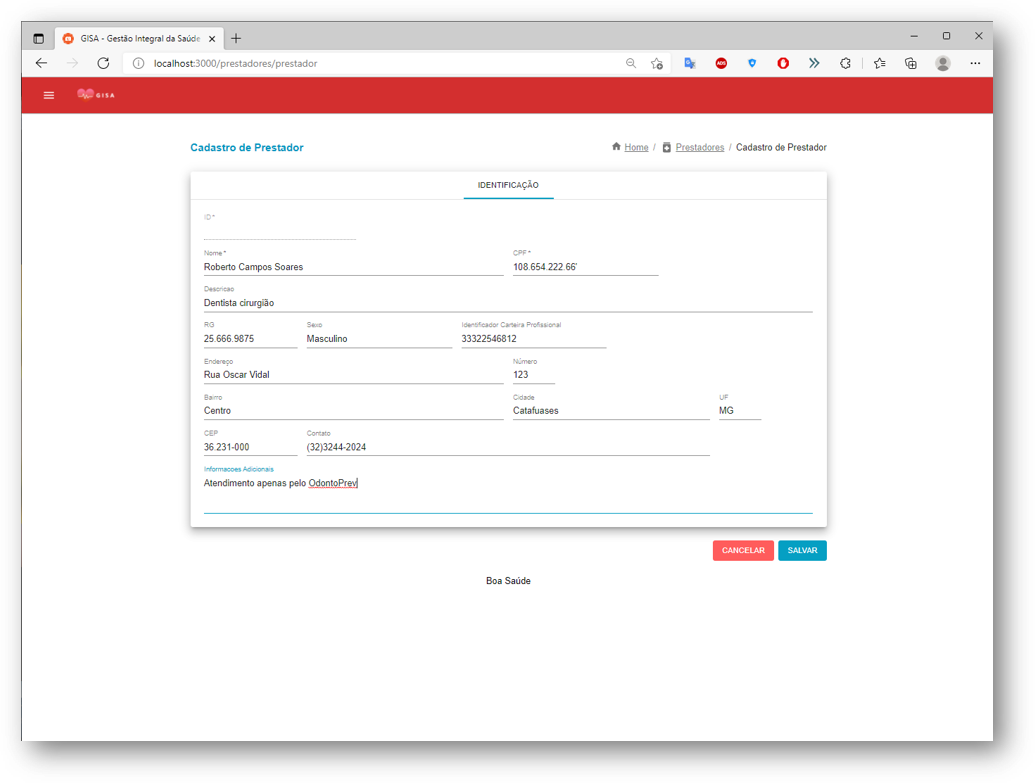 GISA - Gestão Integral da Saúde
localhost:3000/prestadores/prestador
ADS
GISA
Cadastro de Prestador
Home / Prestadores / Cadastro de Prestador
IDENTIFICAÇÃO
ID *
Nome * CPF *
Roberto Campos Soares 108.654.222.66'
Descricao
Dentista cirurgião
RG Sexo Identificador Carteira Profissional
25.666.9875 Masculino 33322546812
Endereço Número
Rua Oscar Vidal 123
Bairro Cidade UF
Centro Catafuases MG
CEP Contato
36.231-000 (32)3244-2024
Informacoes Adicionais
Atendimento apenas pelo OdontoPrev
CANCELAR SALVAR
Boa Saúde